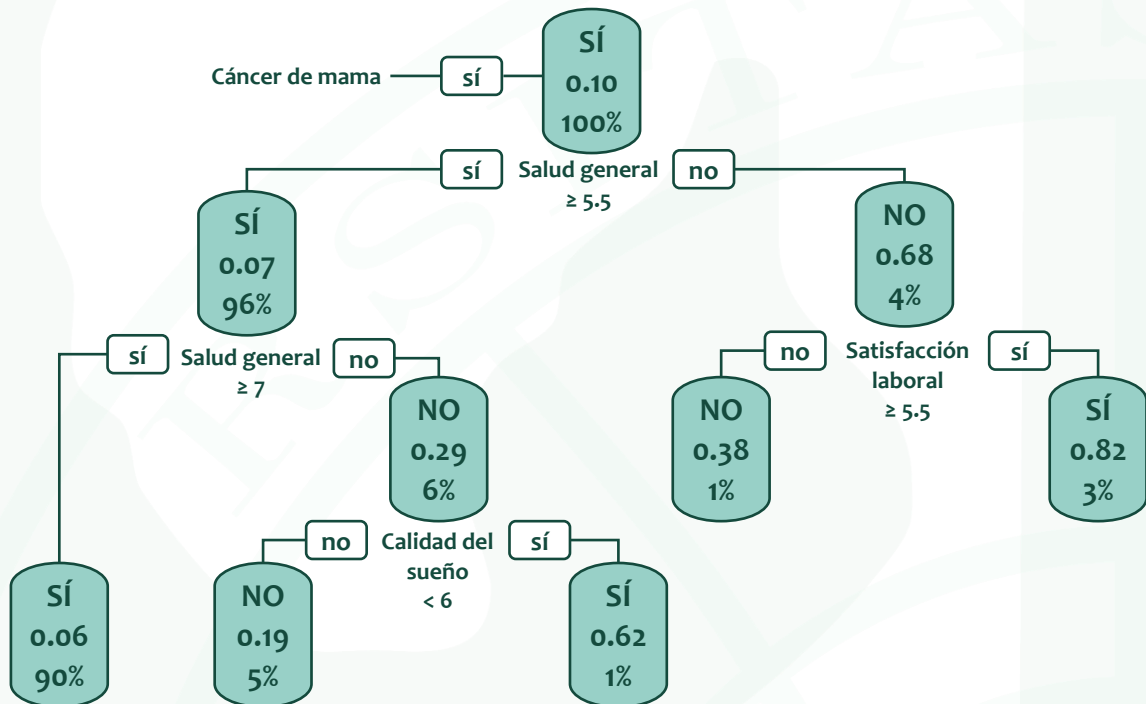 SÍ
0.10
100%
Cáncer de mama
sí
sí
Salud general
≥ 5.5
no
SÍ
0.07
96%
NO
0.68
4%
sí
Salud general
≥ 7
no
no
Satisfacción
laboral
≥ 5.5
sí
NO
0.29
6%
NO
0.38
1%
SÍ
0.82
3%
no
Calidad del
sueño
< 6
sí
SÍ
0.06
90%
NO
0.19
5%
SÍ
0.62
1%